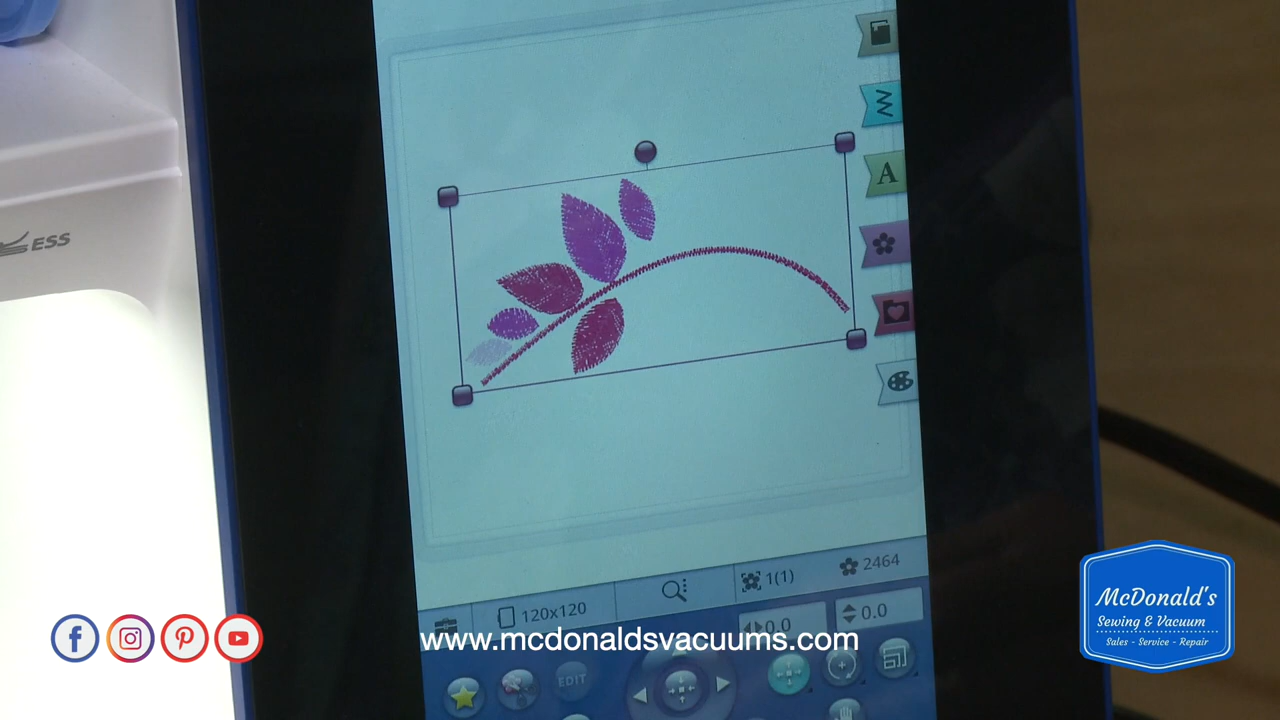 ESS
A
120x120
1(1)
2464
0.0
0.0
EDIT
www.mcdonaldsvacuums.com
McDonald's
Sewing & Vacuum
Sales - Service - Repair